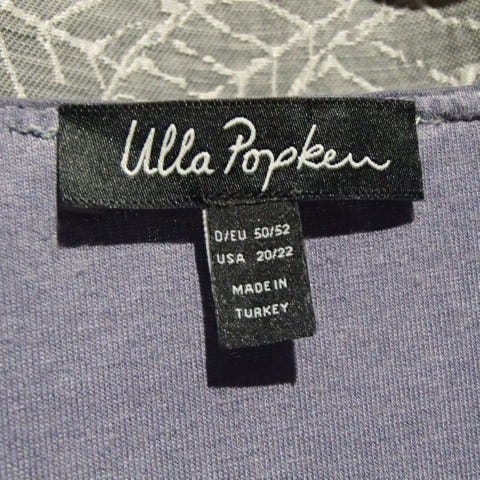 Ulla Popken
D/EU 50/52
USA 20/22
MADE IN
TURKEY